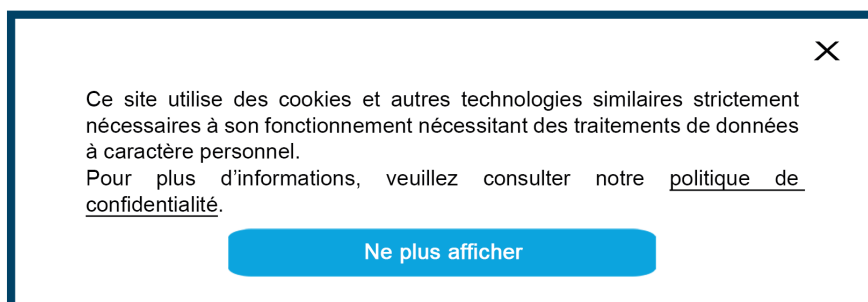 Ce site utilise des cookies et autres technologies similaires strictement
nécessaires à son fonctionnement nécessitant des traitements de données
à caractère personnel.
Pour plus d’informations, veuillez consulter notre politique de
confidentialité.
Ne plus afficher